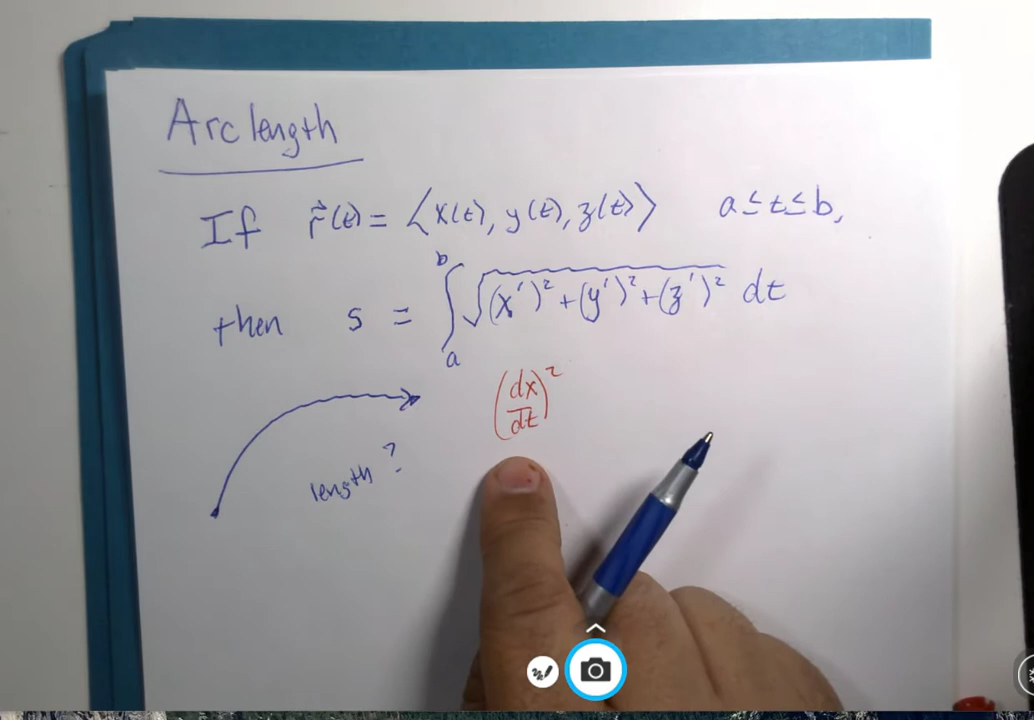 Arc length
If r⃗(t) = ⟨x(t), y(t), z(t)⟩ a≤t≤b,
then s = ∫ₐᵇ √((x')²+(y')²+(z')²) dt
(dx/dt)²
length?